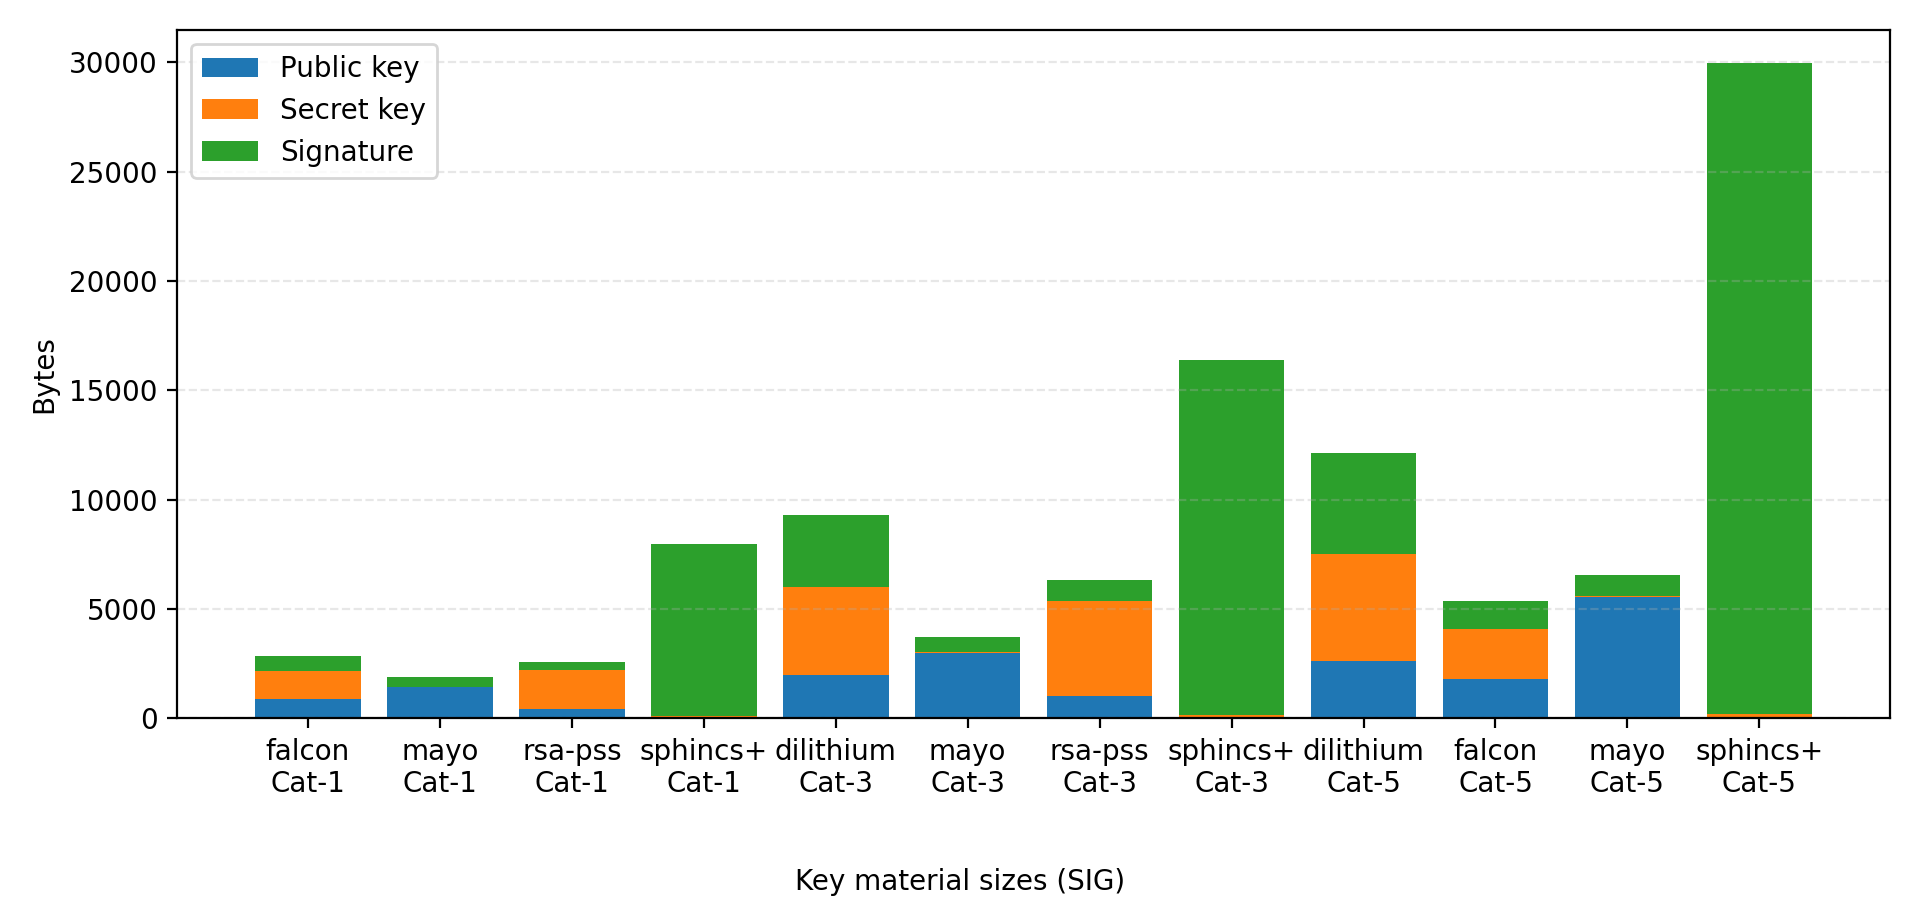 30000
25000
20000
15000
10000
5000
0
Bytes
Public key
Secret key
Signature
falcon Cat-1
mayo Cat-1
rsa-pss Cat-1
sphincs+ Cat-1
dilithium Cat-3
mayo Cat-3
rsa-pss Cat-3
sphincs+ Cat-3
dilithium Cat-5
falcon Cat-5
mayo Cat-5
sphincs+ Cat-5
Key material sizes (SIG)